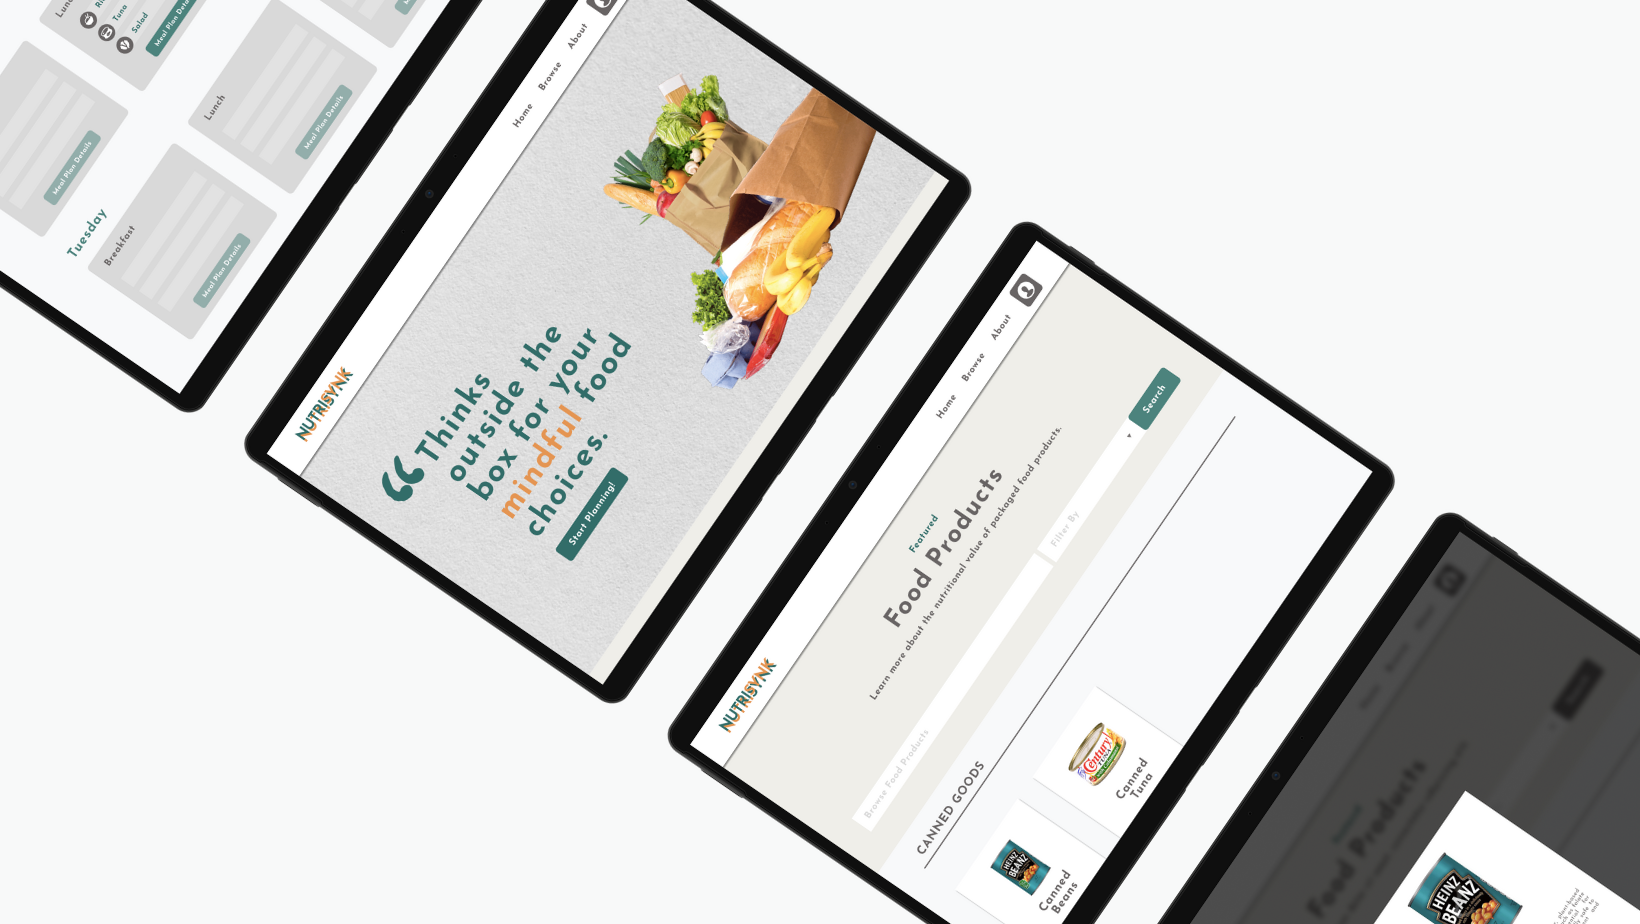 Tuna
Salad
Meal Plan Details
Lunch
Meal Plan Details
Meal Plan Details
Tuesday
Breakfast
Meal Plan Details
NUTRISYNK
Home
Browse
About
“Thinks
outside the
box for your
mindful food
choices.
Start Planning!
NUTRISYNK
Home
Browse
About
Featured
Food Products
Learn more about the nutritional value of packaged food products.
Browse Food Products
Filter By
Search
CANNED GOODS
HEINZ
BEANZ
Canned
Beans
Century
TUNA
Canned
Tuna
Food Products
HEINZ
BEANZ